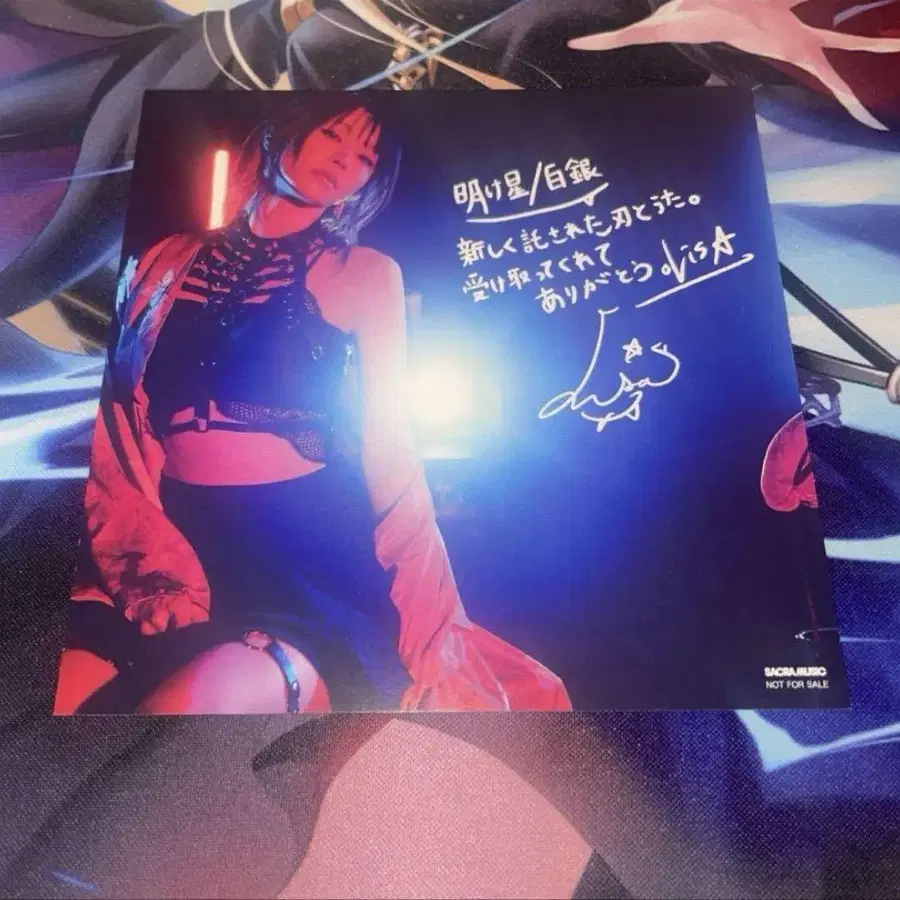 明け星/白銀
新しく託された刃とうた。
受け取ってくれて
ありがとう。LiSA
LiSA
SACRA MUSIC
NOT FOR SALE